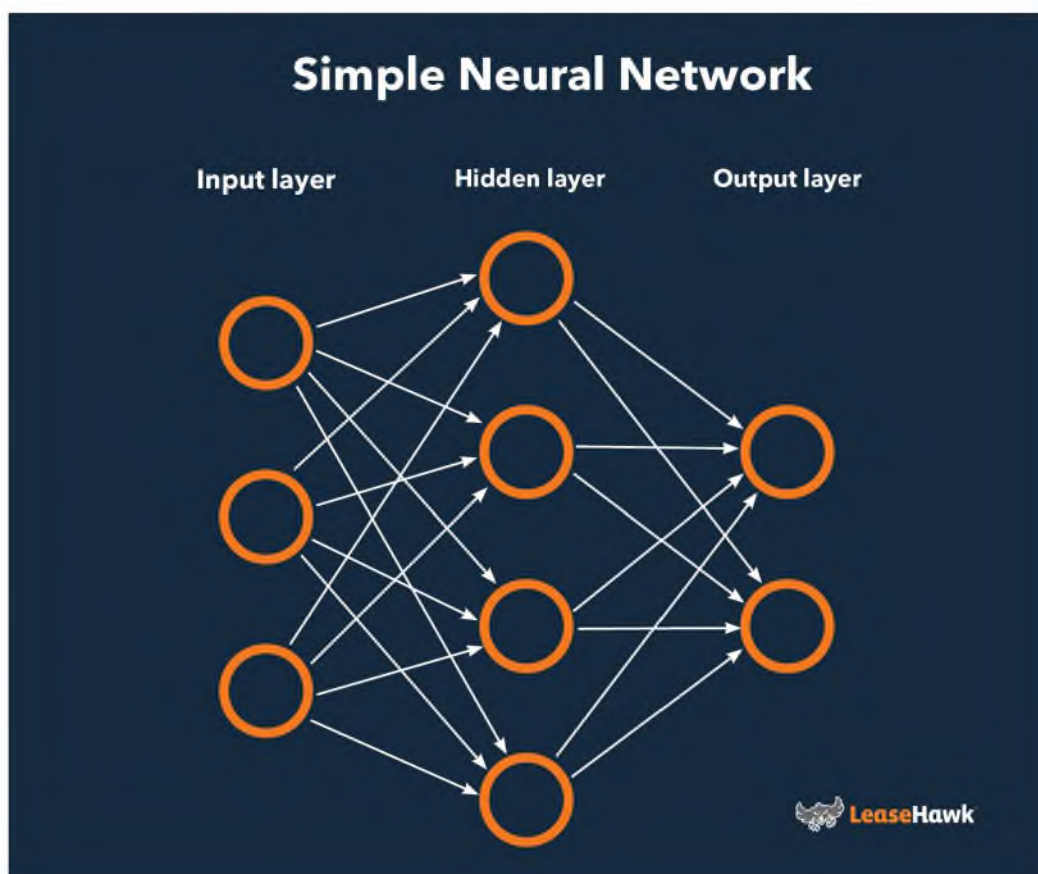 Simple Neural Network
Input layer
Hidden layer
Output layer
LeaseHawk